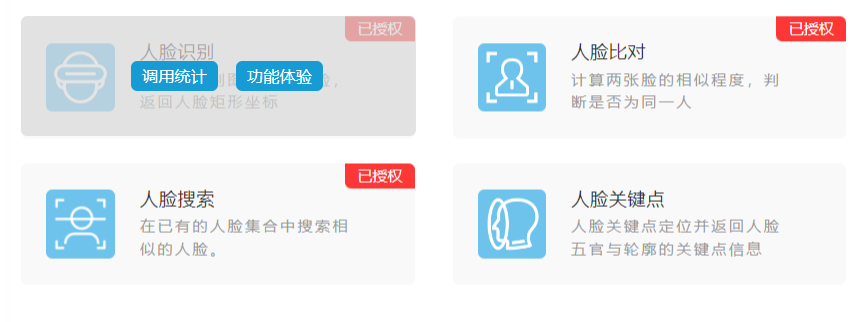 已授权
人脸识别
调用统计
功能体验
返回人脸矩形坐标
已授权
人脸比对
计算两张脸的相似程度，判
断是否为同一人
已授权
人脸搜索
在已有的人脸集合中搜索相
似的人脸。
人脸关键点
人脸关键点定位并返回人脸
五官与轮廓的关键点信息